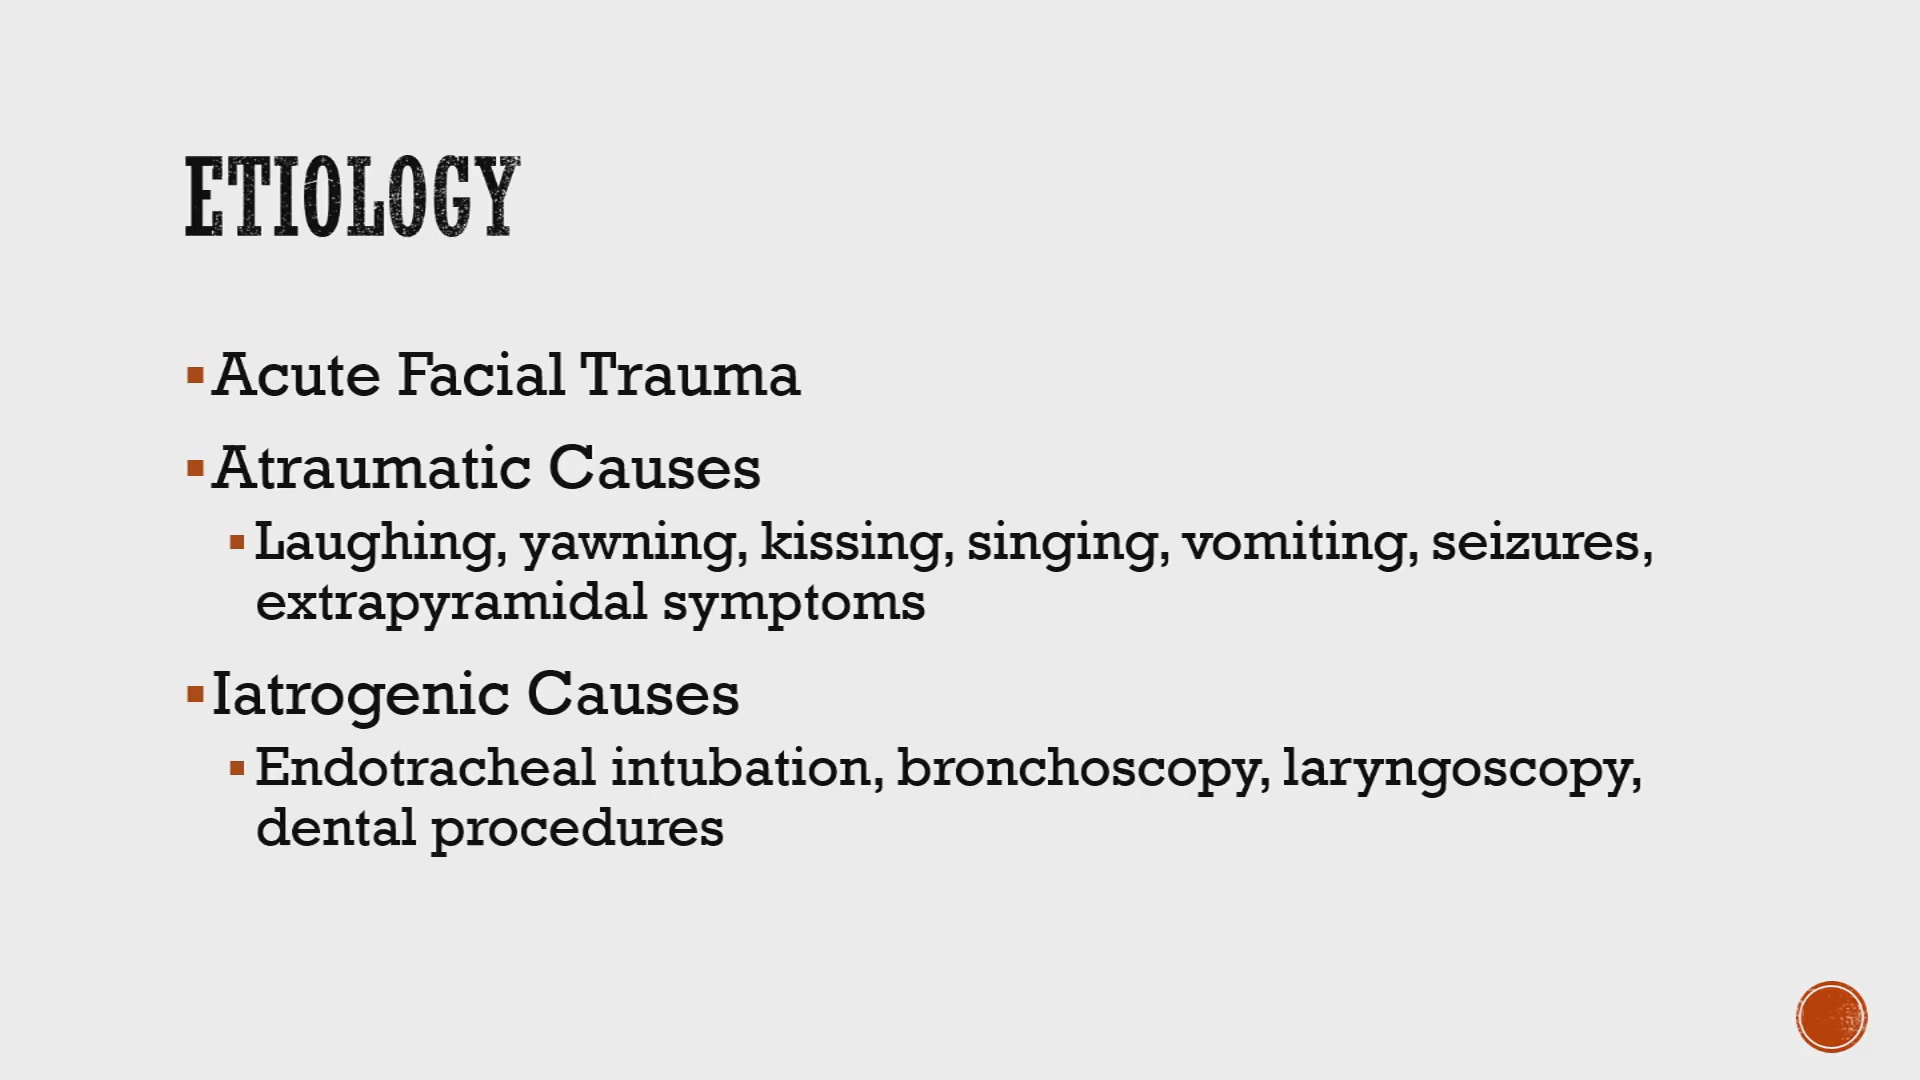 ETIOLOGY
Acute Facial Trauma
Atraumatic Causes
Laughing, yawning, kissing, singing, vomiting, seizures,
extrapyramidal symptoms
Iatrogenic Causes
Endotracheal intubation, bronchoscopy, laryngoscopy,
dental procedures